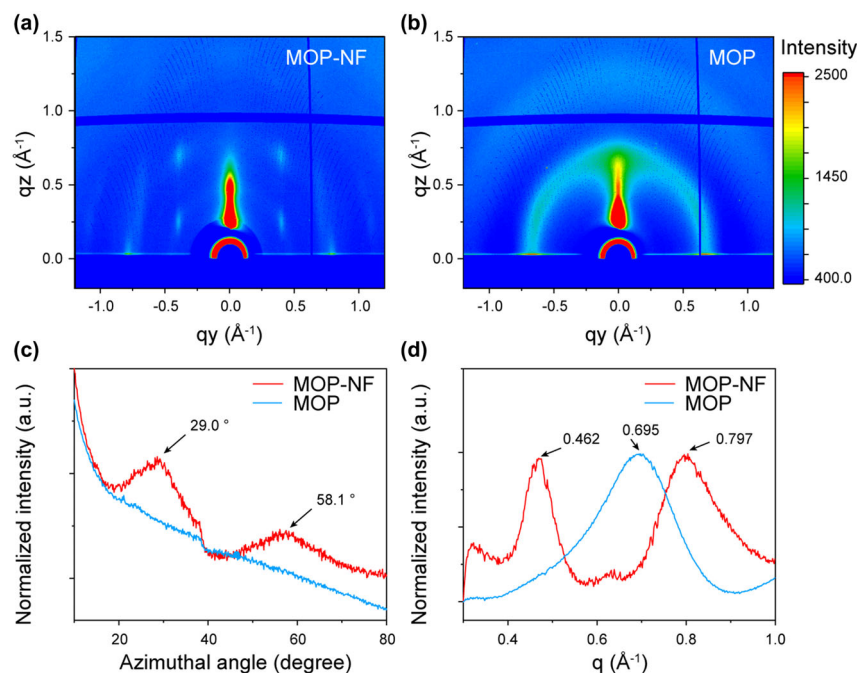 (a)
(b)
MOP-NF
MOP
Intensity
1.5
1.0
0.5
0.0
qz (Å⁻¹)
-1.0
-0.5
0.0
0.5
1.0
qy (Å⁻¹)
1.5
1.0
0.5
0.0
qz (Å⁻¹)
-1.0
-0.5
0.0
0.5
1.0
qy (Å⁻¹)
2500
1450
400.0
(c)
(d)
Normalized intensity (a.u.)
MOP-NF
MOP
29.0 °
58.1 °
20
40
60
80
Azimuthal angle (degree)
Normalized intensity (a.u.)
MOP-NF
MOP
0.462
0.695
0.797
0.4
0.6
0.8
1.0
q (Å⁻¹)